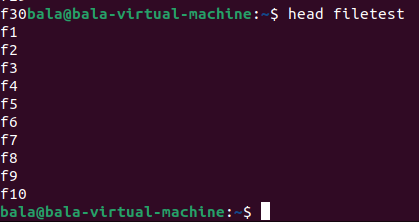 f30bala@bala-virtual-machine:~$ head filetest
f1
f2
f3
f4
f5
f6
f7
f8
f9
f10
bala@bala-virtual-machine:~$